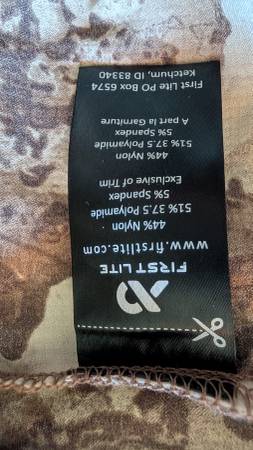 FIRST LITE
www.firstlite.com
44% Nylon
51% 37.5 Polyamide
5% Spandex
Exclusive of Trim
44% Nylon
51% 37.5 Polyamide
5% Spandex
A part la Garniture
First Lite PO Box 6574
Ketchum, ID 83340